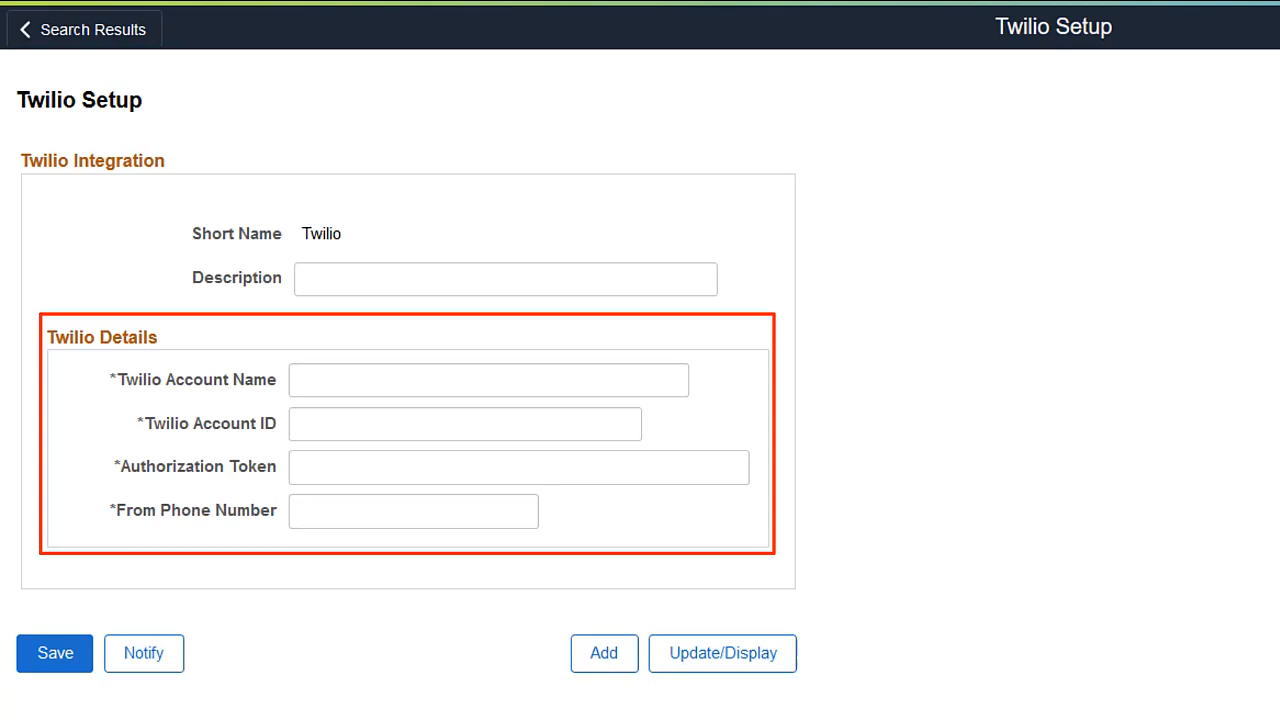 Search Results
Twilio Setup
Twilio Setup
Twilio Integration
Short Name Twilio
Description
Twilio Details
*Twilio Account Name
*Twilio Account ID
*Authorization Token
*From Phone Number
Save Notify Add Update/Display